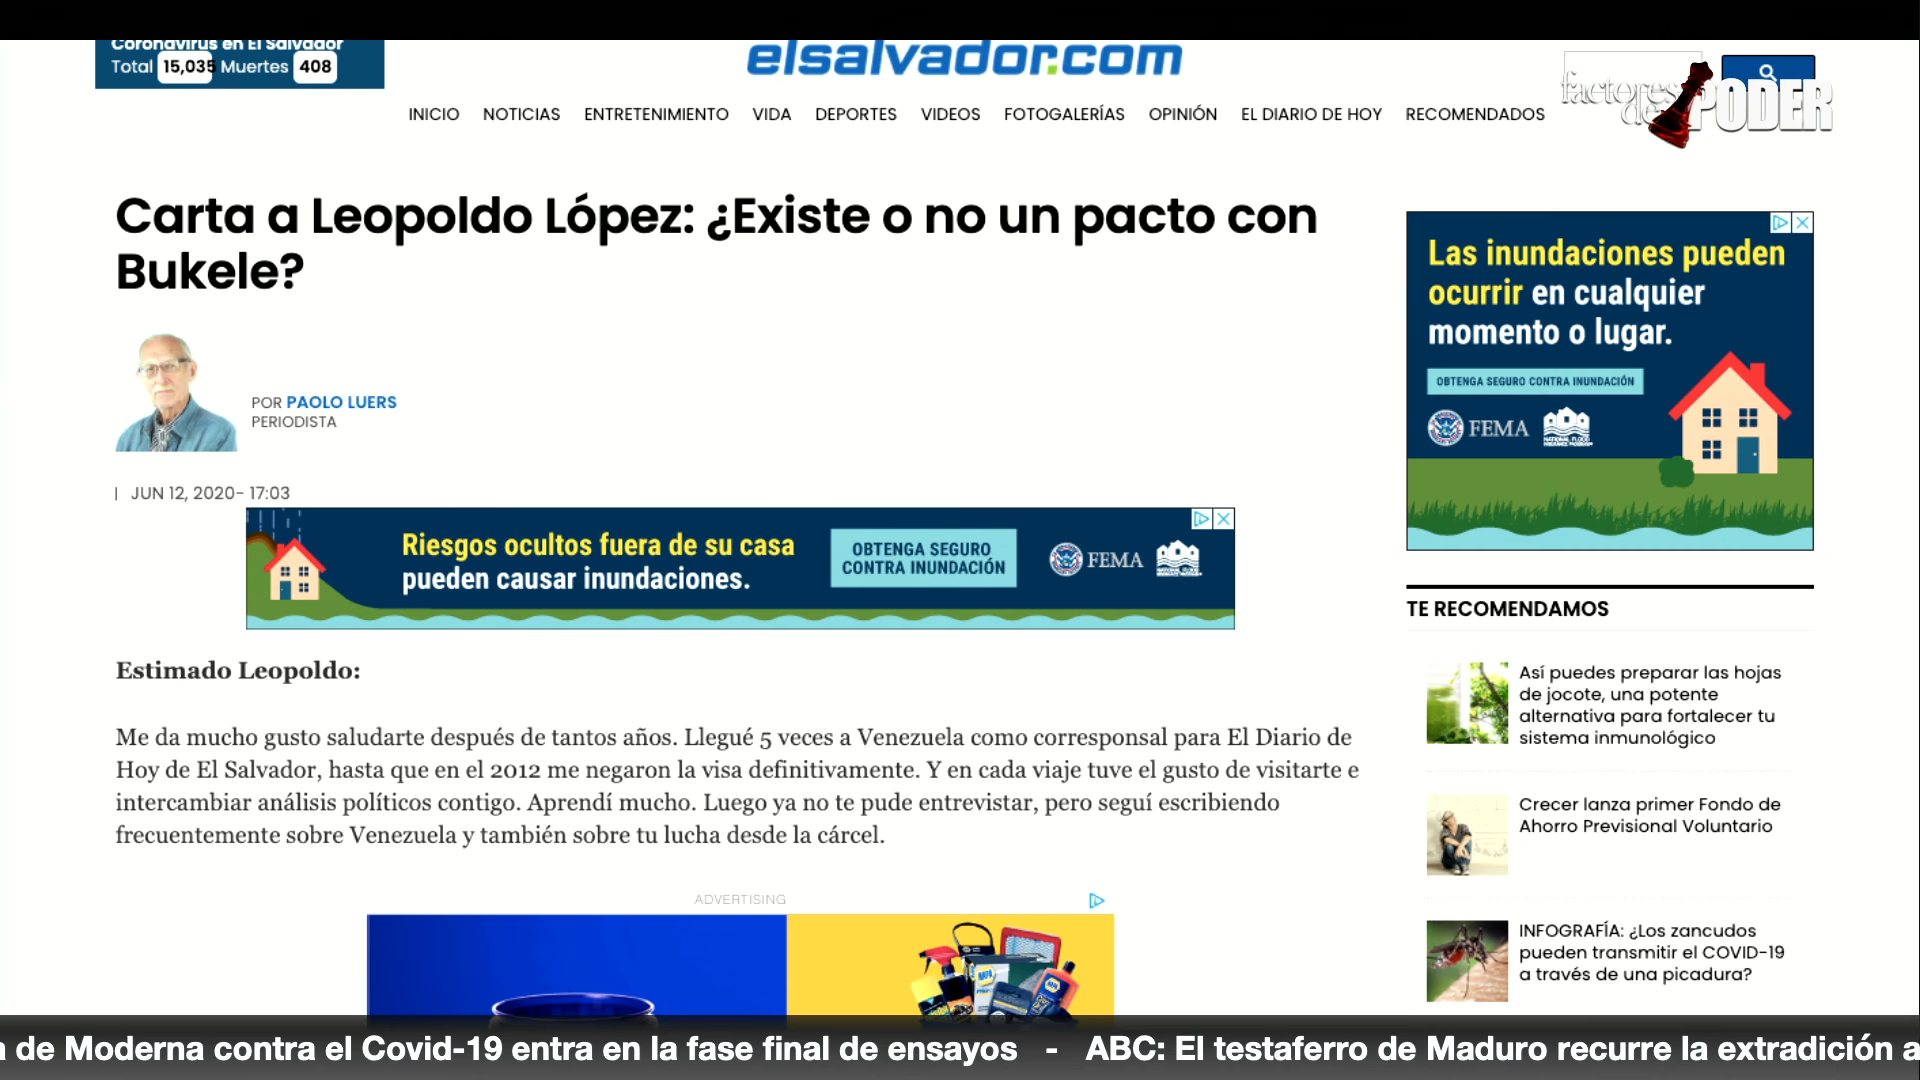 Coronavirus en El Salvador
Total 15,035 Muertes 408
elsalvador.com
factores de PODER
INICIO NOTICIAS ENTRETENIMIENTO VIDA DEPORTES VIDEOS FOTOGALERÍAS OPINIÓN EL DIARIO DE HOY RECOMENDADOS
Carta a Leopoldo López: ¿Existe o no un pacto con
Bukele?
POR PAOLO LUERS
PERIODISTA
| JUN 12, 2020- 17:03
Riesgos ocultos fuera de su casa
pueden causar inundaciones.
OBTENGA SEGURO
CONTRA INUNDACIÓN
FEMA
Estimado Leopoldo:
Me da mucho gusto saludarte después de tantos años. Llegué 5 veces a Venezuela como corresponsal para El Diario de
Hoy de El Salvador, hasta que en el 2012 me negaron la visa definitivamente. Y en cada viaje tuve el gusto de visitarte e
intercambiar análisis políticos contigo. Aprendí mucho. Luego ya no te pude entrevistar, pero seguí escribiendo
frecuentemente sobre Venezuela y también sobre tu lucha desde la cárcel.
ADVERTISING
NAPA
Las inundaciones pueden
ocurrir en cualquier
momento o lugar.
OBTENGA SEGURO CONTRA INUNDACIÓN
FEMA
NATIONAL FLOOD
INSURANCE PROGRAM
TE RECOMENDAMOS
Así puedes preparar las hojas
de jocote, una potente
alternativa para fortalecer tu
sistema inmunológico
Crecer lanza primer Fondo de
Ahorro Previsional Voluntario
INFOGRAFÍA: ¿Los zancudos
pueden transmitir el COVID-19
a través de una picadura?
de Moderna contra el Covid-19 entra en la fase final de ensayos - ABC: El testaferro de Maduro recurre la extradición a